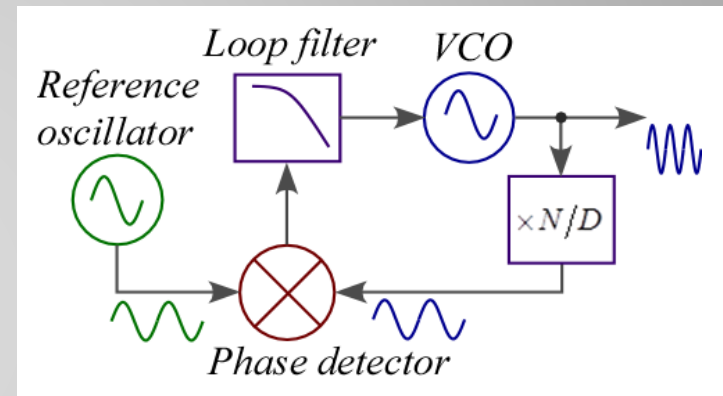 Loop filter
VCO
Reference
oscillator
×N/D
Phase detector